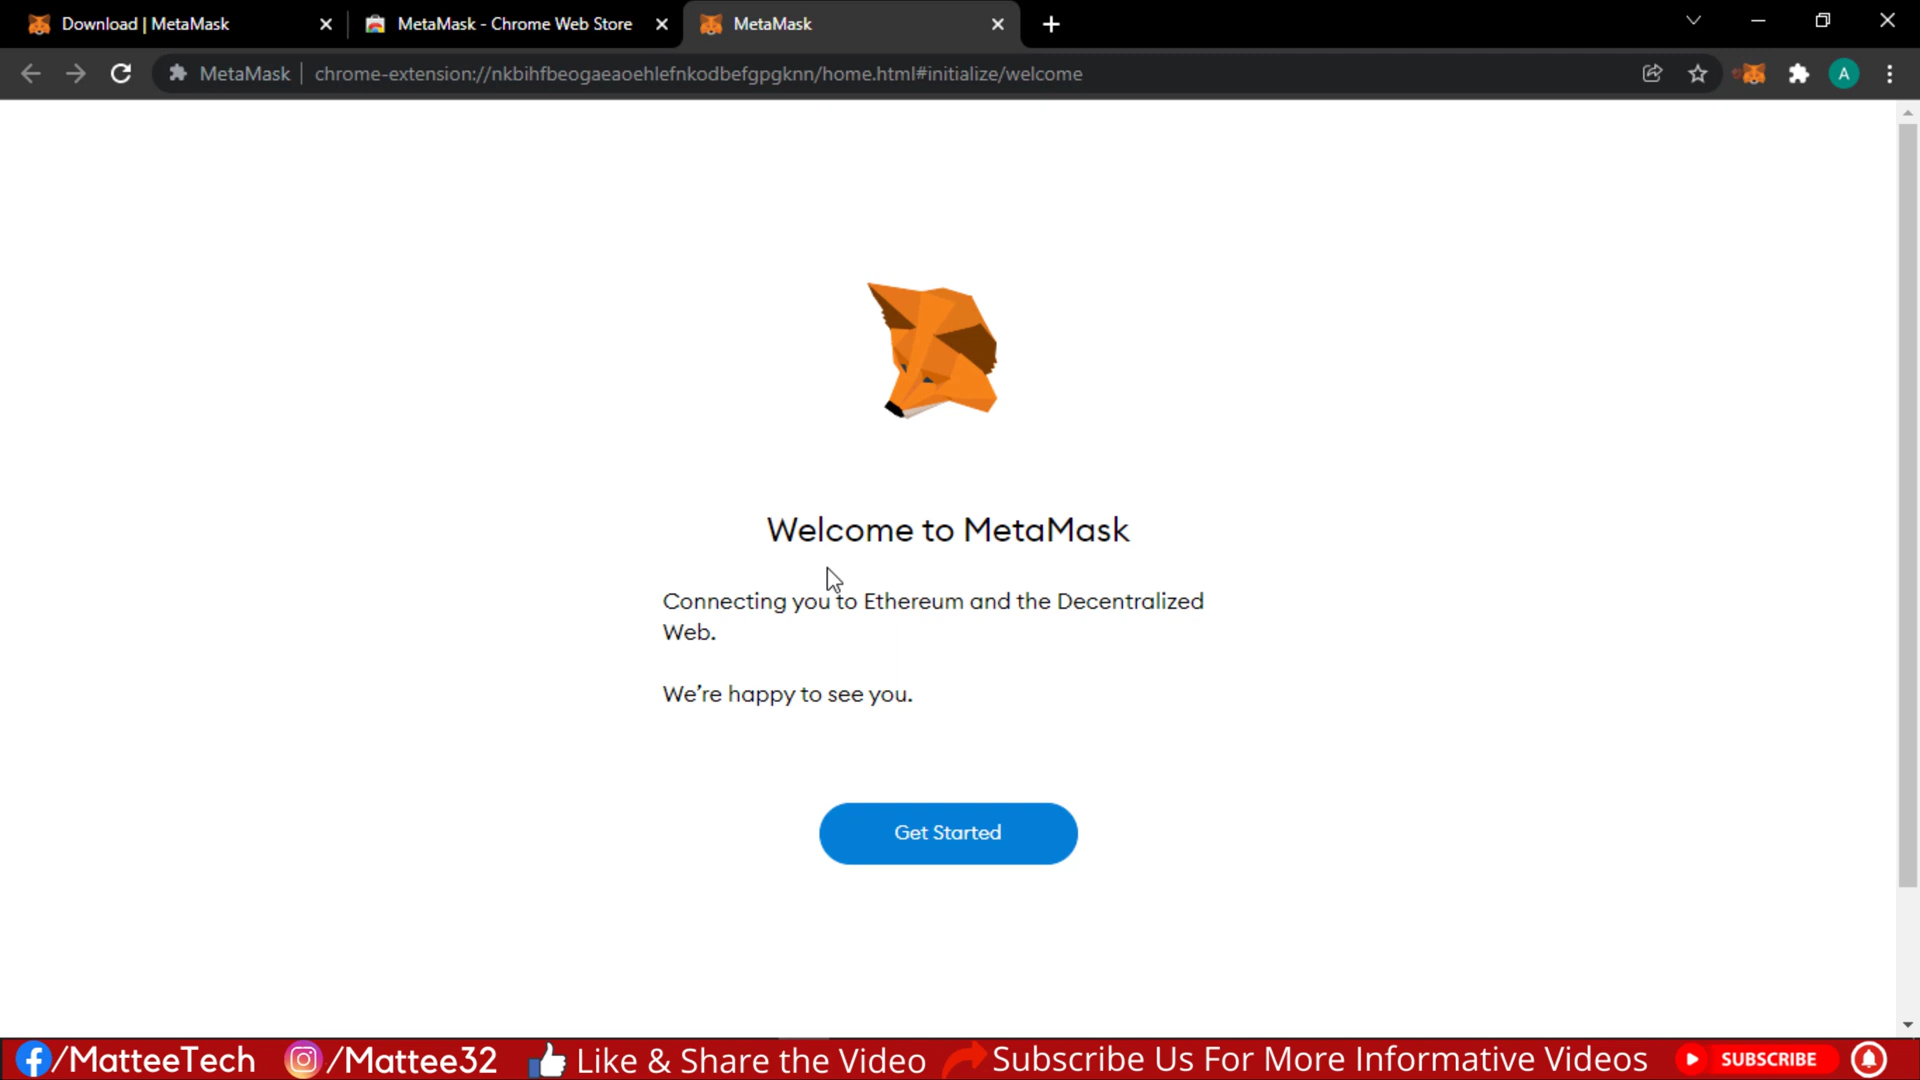 Download | MetaMask
MetaMask - Chrome Web Store
MetaMask
MetaMask
chrome-extension://nkbihfbeogaeaoehlefnkodbefgpgknn/home.html#initialize/welcome
A
Welcome to MetaMask
Connecting you to Ethereum and the Decentralized
Web.
We're happy to see you.
Get Started
/MatteeTech
/Mattee32
Like & Share the Video
Subscribe Us For More Informative Videos
SUBSCRIBE